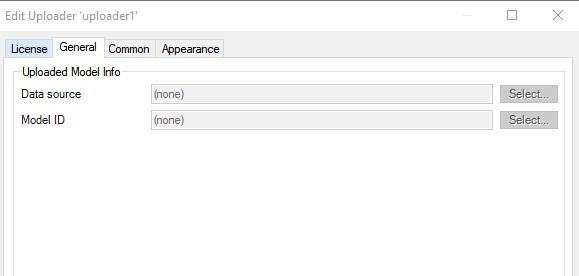 Edit Uploader 'uploader1'
License General Common Appearance
Uploaded Model Info
Data source (none) Select...
Model ID (none) Select...